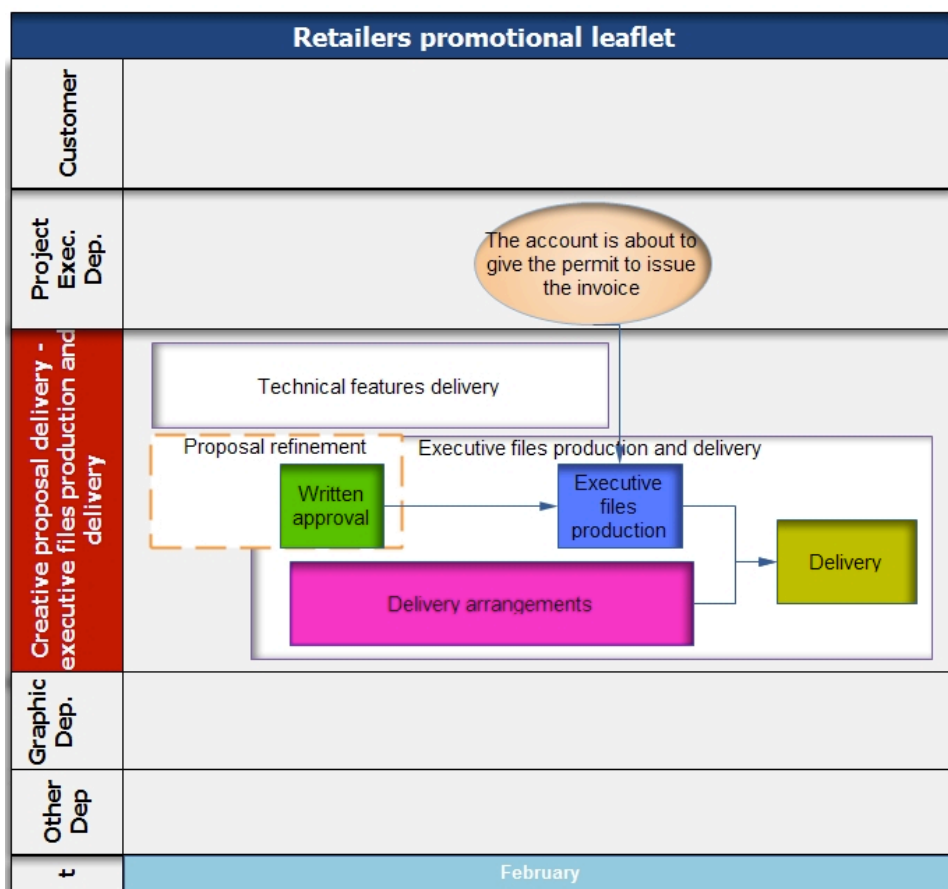 Retailers promotional leaflet
Customer
Project
Exec.
Dep.
The account is about to
give the permit to issue
the invoice
Creative proposal delivery -
executive files production and
delivery
Technical features delivery
Proposal refinement
Executive files production and delivery
Written
approval
Executive
files
production
Delivery
Delivery arrangements
Graphic
Dep.
Other
Dep
t
February